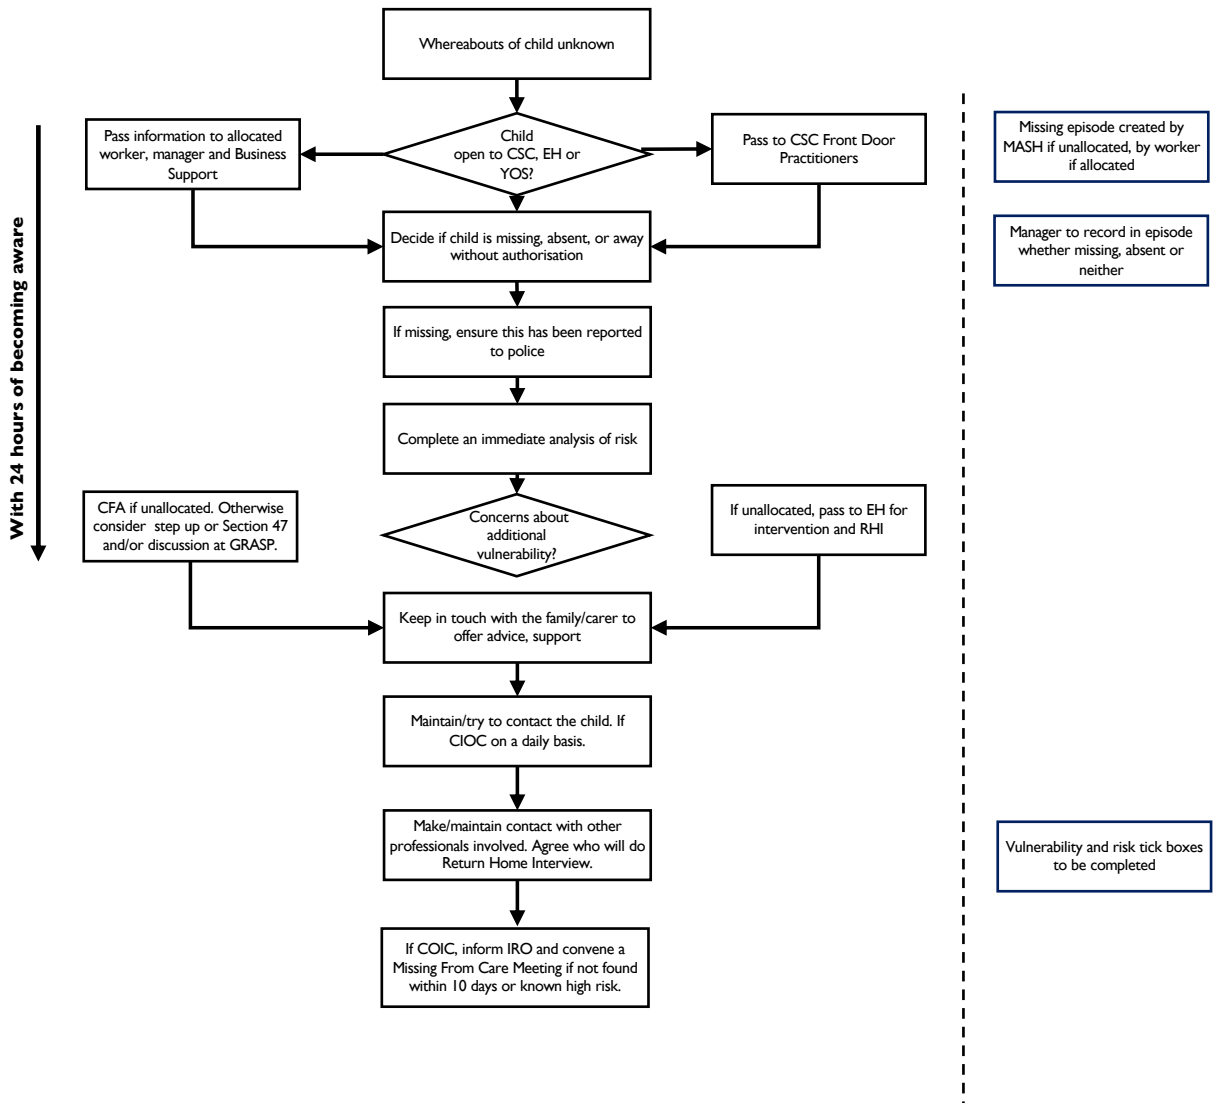 Whereabouts of child unknown
With 24 hours of becoming aware
Pass information to allocated
worker, manager and Business
Support
Child
open to CSC, EH or
YOS?
Pass to CSC Front Door
Practitioners
Missing episode created by
MASH if unallocated, by worker
if allocated
Decide if child is missing, absent, or away
without authorisation
Manager to record in episode
whether missing, absent or
neither
If missing, ensure this has been reported
to police
Complete an immediate analysis of risk
CFA if unallocated. Otherwise
consider step up or Section 47
and/or discussion at GRASP.
Concerns about
additional
vulnerability?
If unallocated, pass to EH for
intervention and RHI
Keep in touch with the family/carer to
offer advice, support
Maintain/try to contact the child. If
CIOC on a daily basis.
Make/maintain contact with other
professionals involved. Agree who will do
Return Home Interview.
Vulnerability and risk tick boxes
to be completed
If COIC, inform IRO and convene a
Missing From Care Meeting if not found
within 10 days or known high risk.